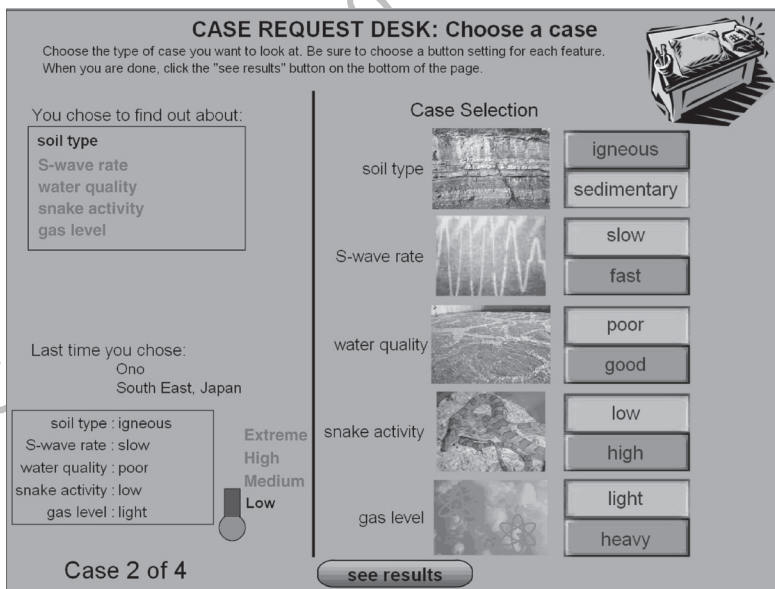 CASE REQUEST DESK: Choose a case
Choose the type of case you want to look at. Be sure to choose a button setting for each feature.
When you are done, click the "see results" button on the bottom of the page.
You chose to find out about:
soil type
S-wave rate
water quality
snake activity
gas level
Last time you chose:
Ono
South East, Japan
soil type : igneous
S-wave rate : slow
water quality : poor
snake activity : low
gas level : light
Extreme
High
Medium
Low
Case 2 of 4
Case Selection
soil type
igneous
sedimentary
S-wave rate
slow
fast
water quality
poor
good
snake activity
low
high
gas level
light
heavy
see results